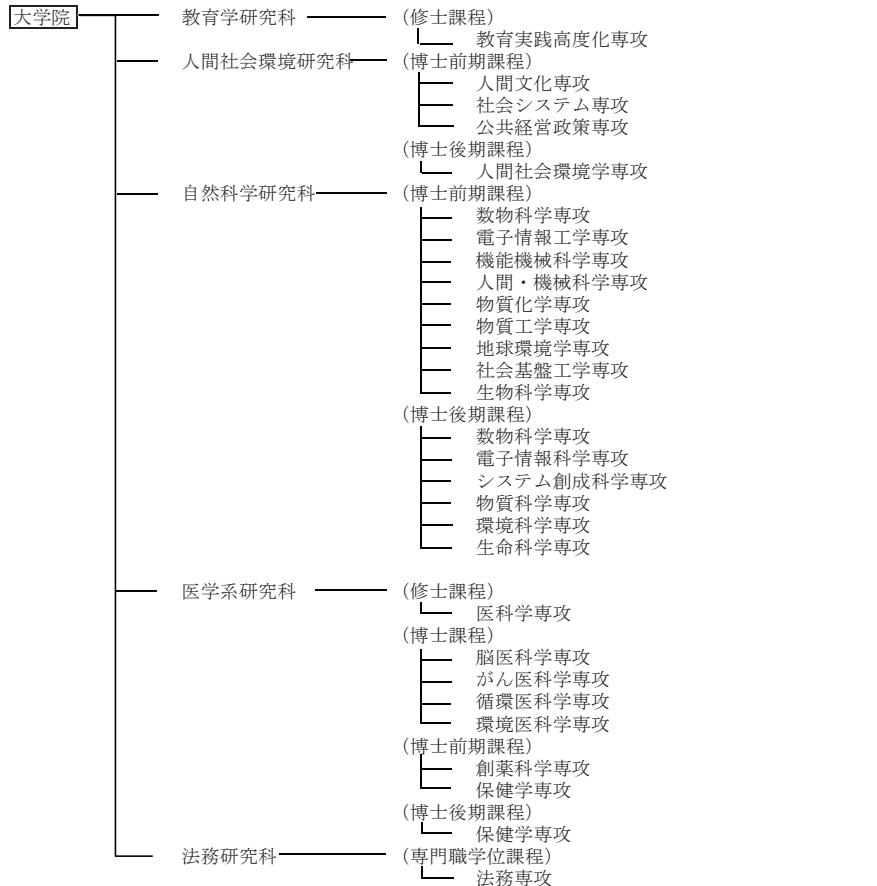 大学院 教育学研究科 (修士課程)
教育実践高度化専攻
人間社会環境研究科 (博士前期課程)
人間文化専攻
社会システム専攻
公共経営政策専攻
(博士後期課程)
人間社会環境学専攻
自然科学研究科 (博士前期課程)
数物科学専攻
電子情報工学専攻
機能機械科学専攻
人間・機械科学専攻
物質化学専攻
物質工学専攻
地球環境学専攻
社会基盤工学専攻
生物科学専攻
(博士後期課程)
数物科学専攻
電子情報科学専攻
システム創成科学専攻
物質科学専攻
環境科学専攻
生命科学専攻
医学系研究科 (修士課程)
医科学専攻
(博士課程)
脳医科学専攻
がん医科学専攻
循環医科学専攻
環境医科学専攻
(博士前期課程)
創薬科学専攻
保健学専攻
(博士後期課程)
保健学専攻
法務研究科 (専門職学位課程)
法務専攻